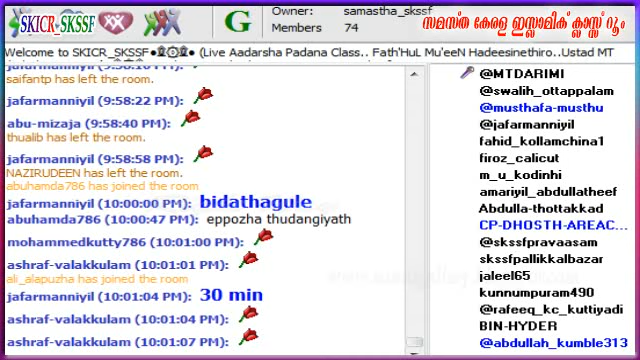 SKICR_SKSSF
G
Owner: samastha_skssf
Members 74
സമസ്ത കേരള ഇസ്ലാമിക് ക്ലാസ്സ് റൂം
Welcome to SKICR_SKSSF (Live Aadarsha Padana Class.. Fath'HuL Mu'eeN Hadeesinethiro..Ustad MT
saifantp has left the room.
jafarmanniyil (9:58:22 PM):
abu-mizaja (9:58:40 PM):
thualib has left the room.
jafarmanniyil (9:58:58 PM):
NAZIRUDEEN has left the room.
abuhamda786 has joined the room
jafarmanniyil (10:00:00 PM): bidathagule
abuhamda786 (10:00:47 PM): eppozha thudangiyath
mohammedkutty786 (10:01:00 PM):
ashraf-valakkulam (10:01:01 PM):
ali_alapuzha has joined the room
jafarmanniyil (10:01:04 PM): 30 min
ashraf-valakkulam (10:01:04 PM):
ashraf-valakkulam (10:01:07 PM):
@MTDARIMI
@swalih_ottappalam
@musthafa-musthu
@jafarmanniyil
fahid_kollamchina1
firoz_calicut
m_u_kodinhi
amariyil_abdullatheef
Abdulla-thottakkad
CP-DHOSTH-AREAC...
@skssfpravaasam
skssfpallikkalbazar
jaleel65
kunnumpuram490
@rafeeq_kc_kuttiyadi
BIN-HYDER
@abdullah_kumble313